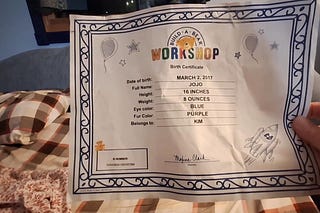 BUILD-A-BEAR
WORKSHOP
Birth Certificate
Date of birth: MARCH 2, 2017
Full Name: JOJO
Height: 16 INCHES
Weight: 8 OUNCES
Eye color: BLUE
Fur Color: PURPLE
Belongs to: KIM